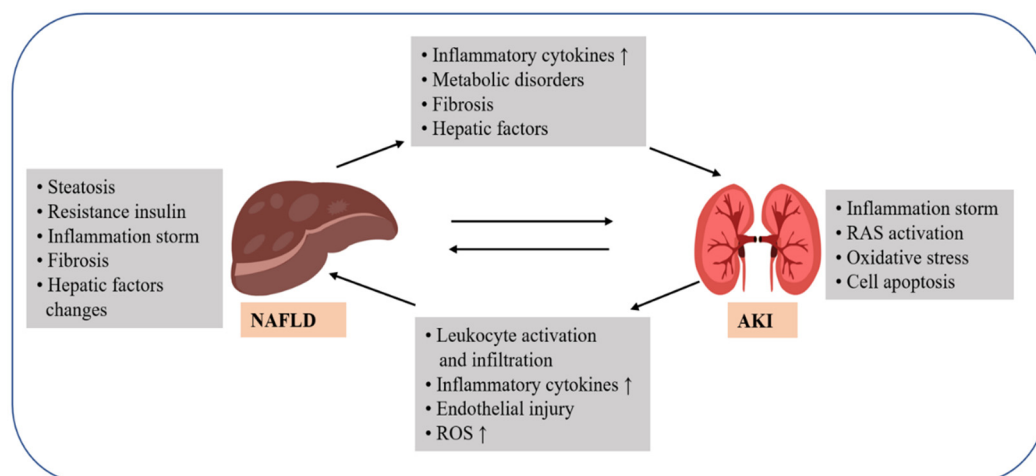 • Inflammatory cytokines ↑
• Metabolic disorders
• Fibrosis
• Hepatic factors
• Steatosis
• Resistance insulin
• Inflammation storm
• Fibrosis
• Hepatic factors
changes
NAFLD
• Inflammation storm
• RAS activation
• Oxidative stress
• Cell apoptosis
AKI
• Leukocyte activation
and infiltration
• Inflammatory cytokines ↑
• Endothelial injury
• ROS ↑